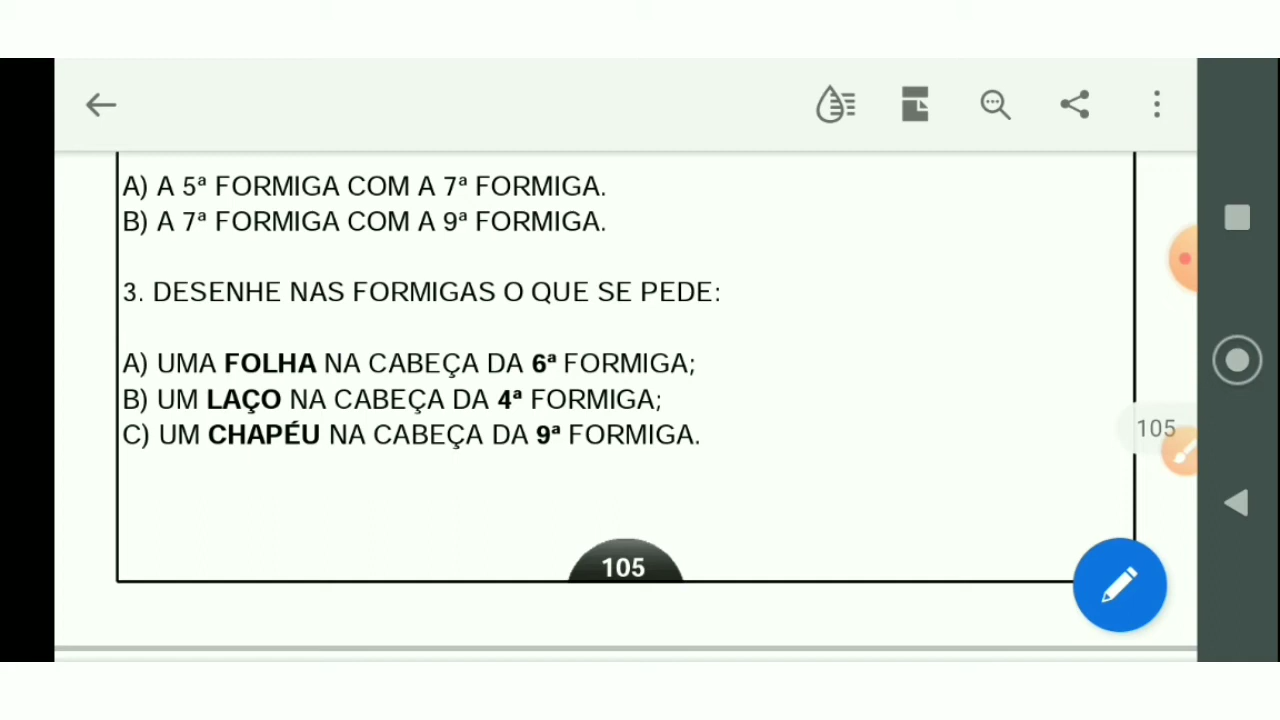 A) A 5ª FORMIGA COM A 7ª FORMIGA.
B) A 7ª FORMIGA COM A 9ª FORMIGA.
3. DESENHE NAS FORMIGAS O QUE SE PEDE:
A) UMA FOLHA NA CABEÇA DA 6ª FORMIGA;
B) UM LAÇO NA CABEÇA DA 4ª FORMIGA;
C) UM CHAPÉU NA CABEÇA DA 9ª FORMIGA.
105
105